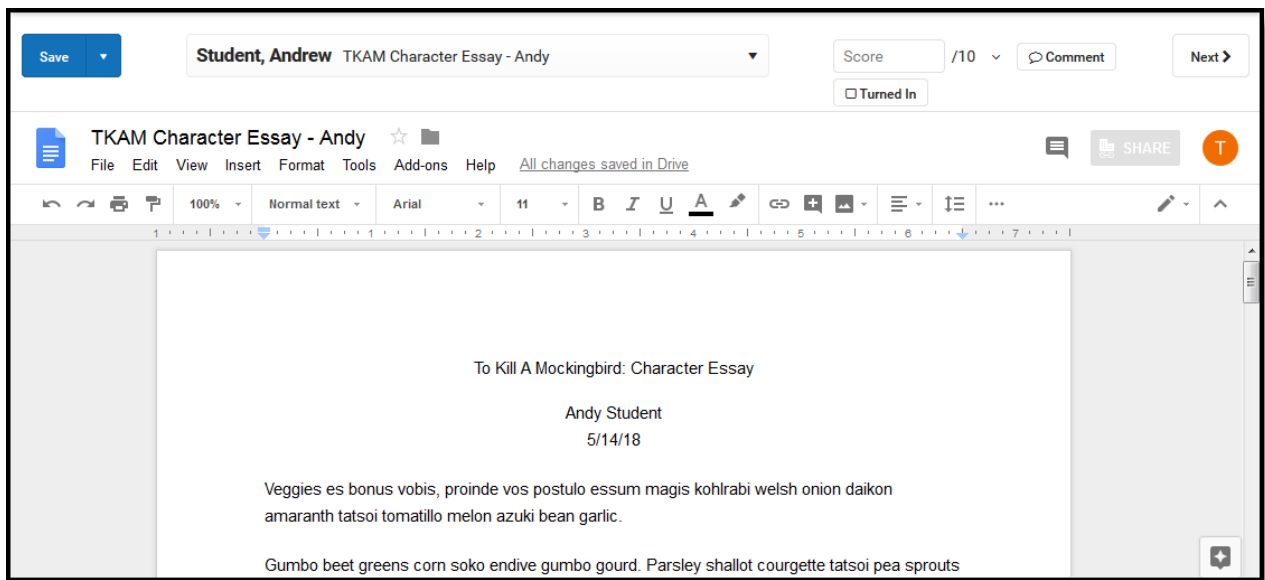 Save
Student, Andrew TKAM Character Essay - Andy
Score /10 Comment Next
Turned In
TKAM Character Essay - Andy
File Edit View Insert Format Tools Add-ons Help All changes saved in Drive
SHARE T
100% Normal text Arial 11 B I U A
1 1 2 3 4 5 6 7
To Kill A Mockingbird: Character Essay
Andy Student
5/14/18
Veggies es bonus vobis, proinde vos postulo essum magis kohlrabi welsh onion daikon
amaranth tatsoi tomatillo melon azuki bean garlic.
Gumbo beet greens corn soko endive gumbo gourd. Parsley shallot courgette tatsoi pea sprouts